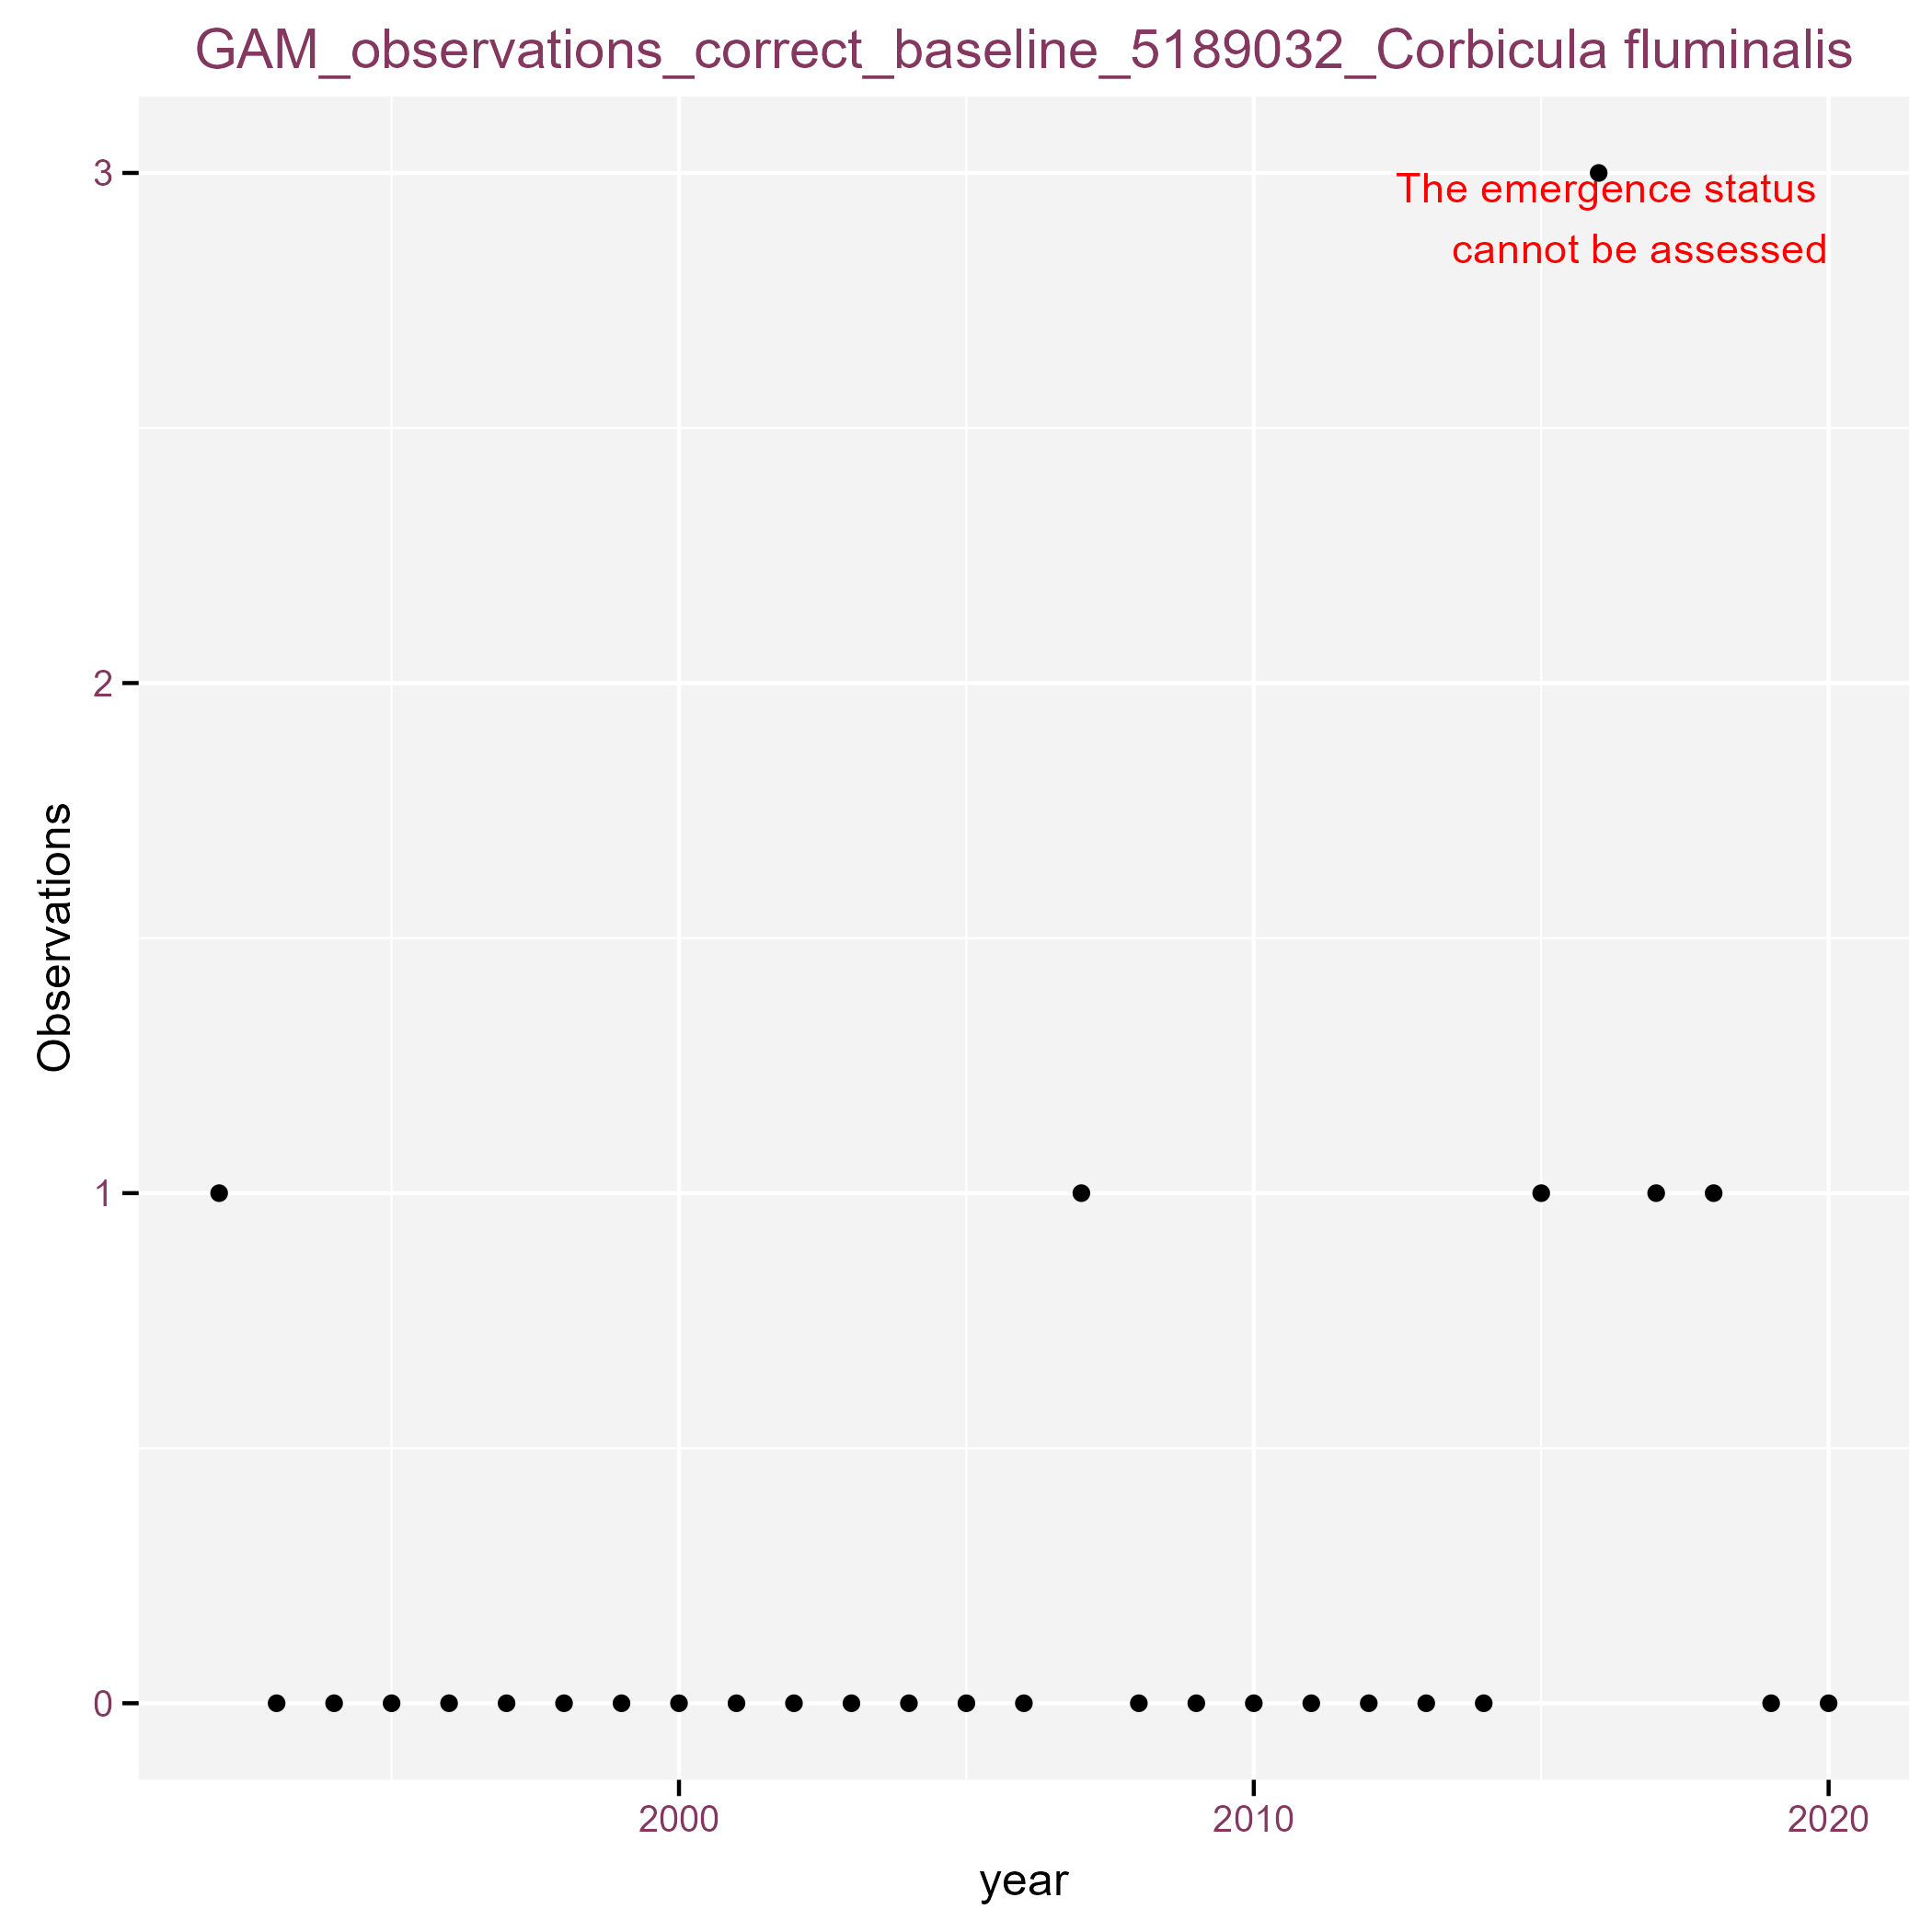 GAM_observations_correct_baseline_5189032_Corbicula fluminalis
3
The emergence status
cannot be assessed
2
Observations
1
0
2000
2010
2020
year